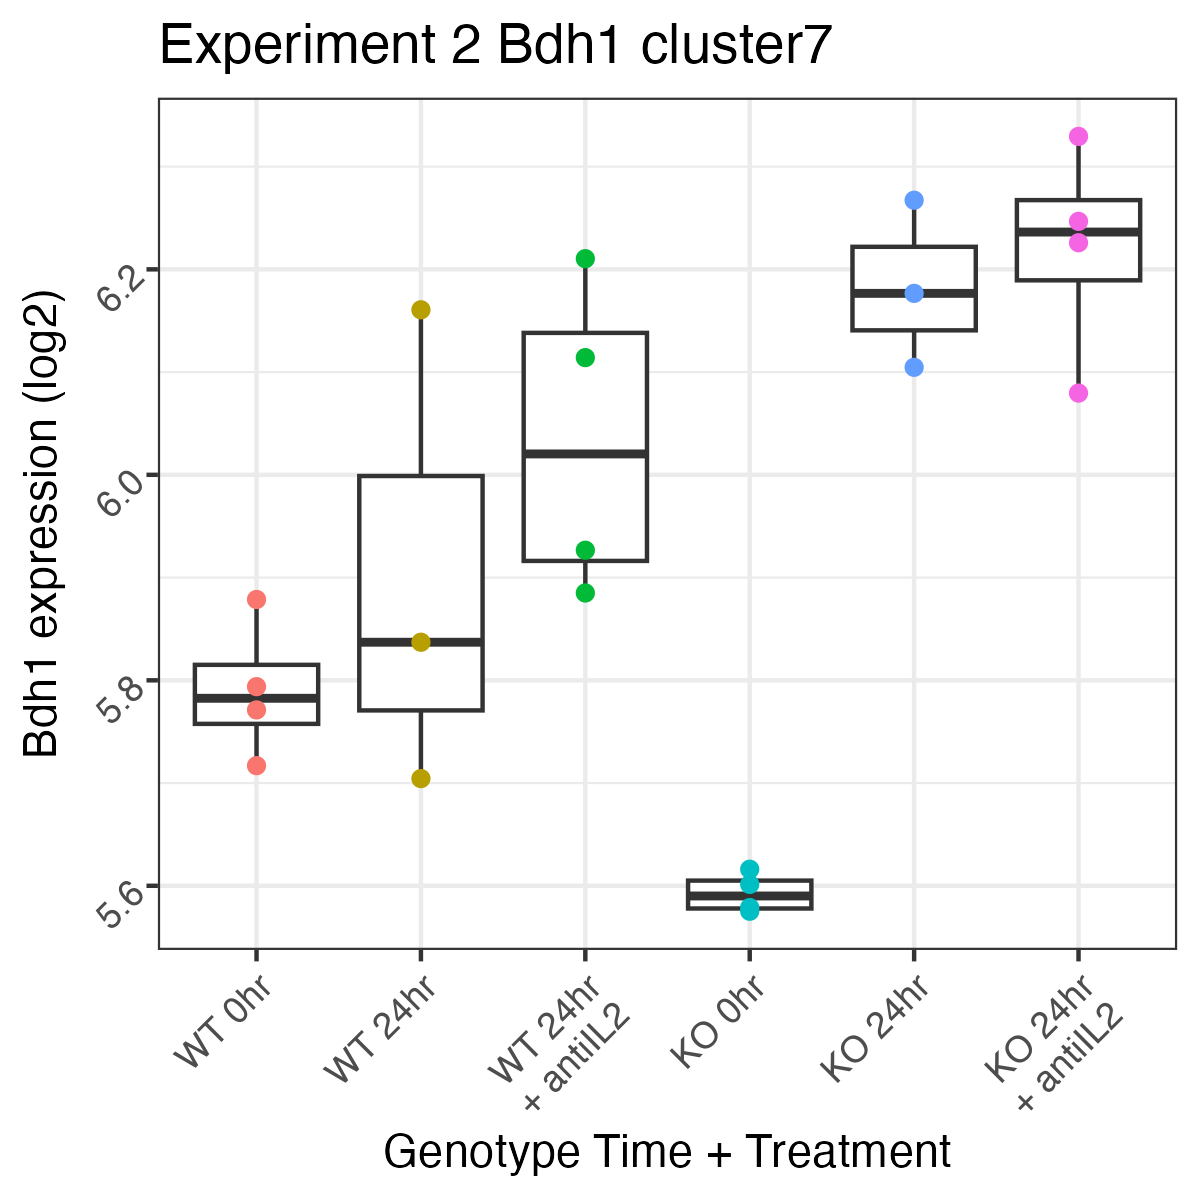 Experiment 2 Bdh1 cluster7
Bdh1 expression (log2)
6.2
6.0
5.8
5.6
WT 0hr
WT 24hr
WT 24hr
+ antiIL2
KO 0hr
KO 24hr
KO 24hr
+ antiIL2
Genotype Time + Treatment